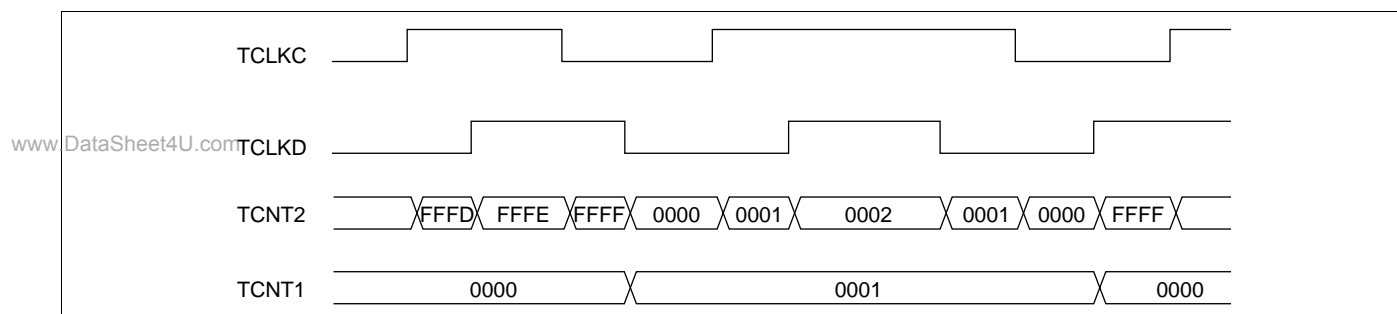 TCLKC
www.DataSheet4U.com
TCLKD
TCNT2 FFFD FFFE FFFF 0000 0001 0002 0001 0000 FFFF
TCNT1 0000 0001 0000